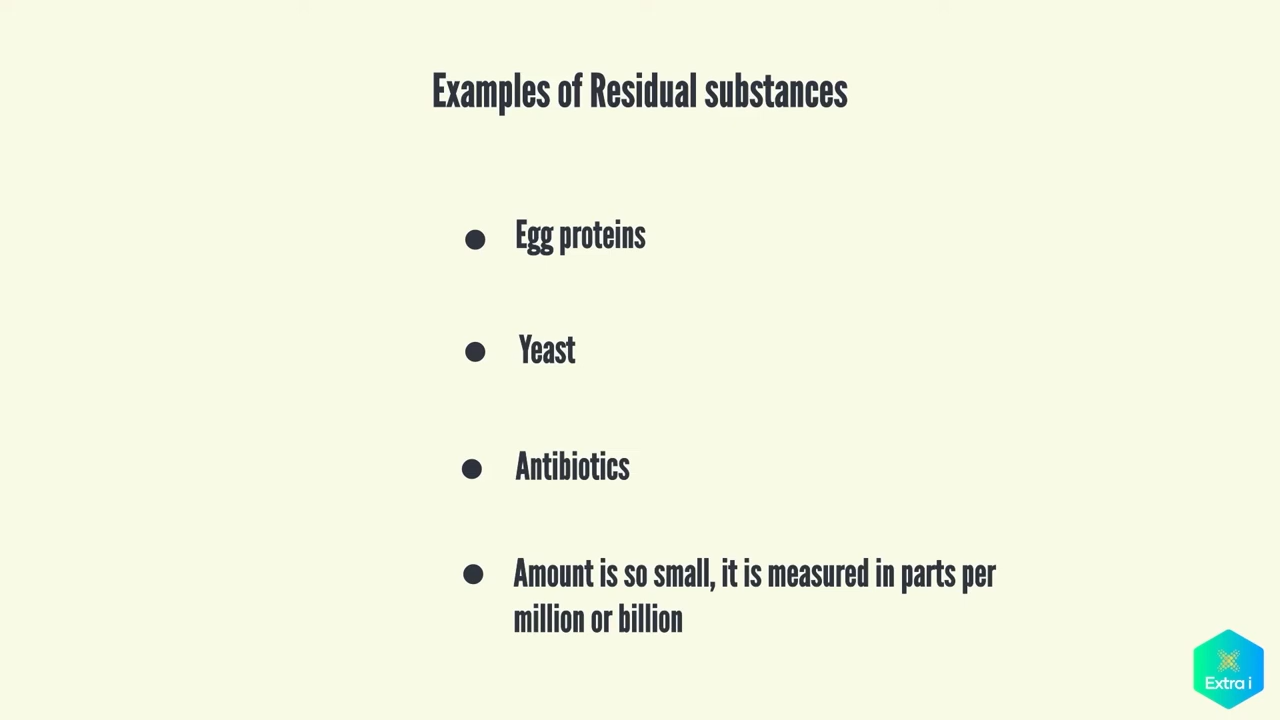 Examples of Residual substances
● Egg proteins
● Yeast
● Antibiotics
● Amount is so small, it is measured in parts per
million or billion
Extra i